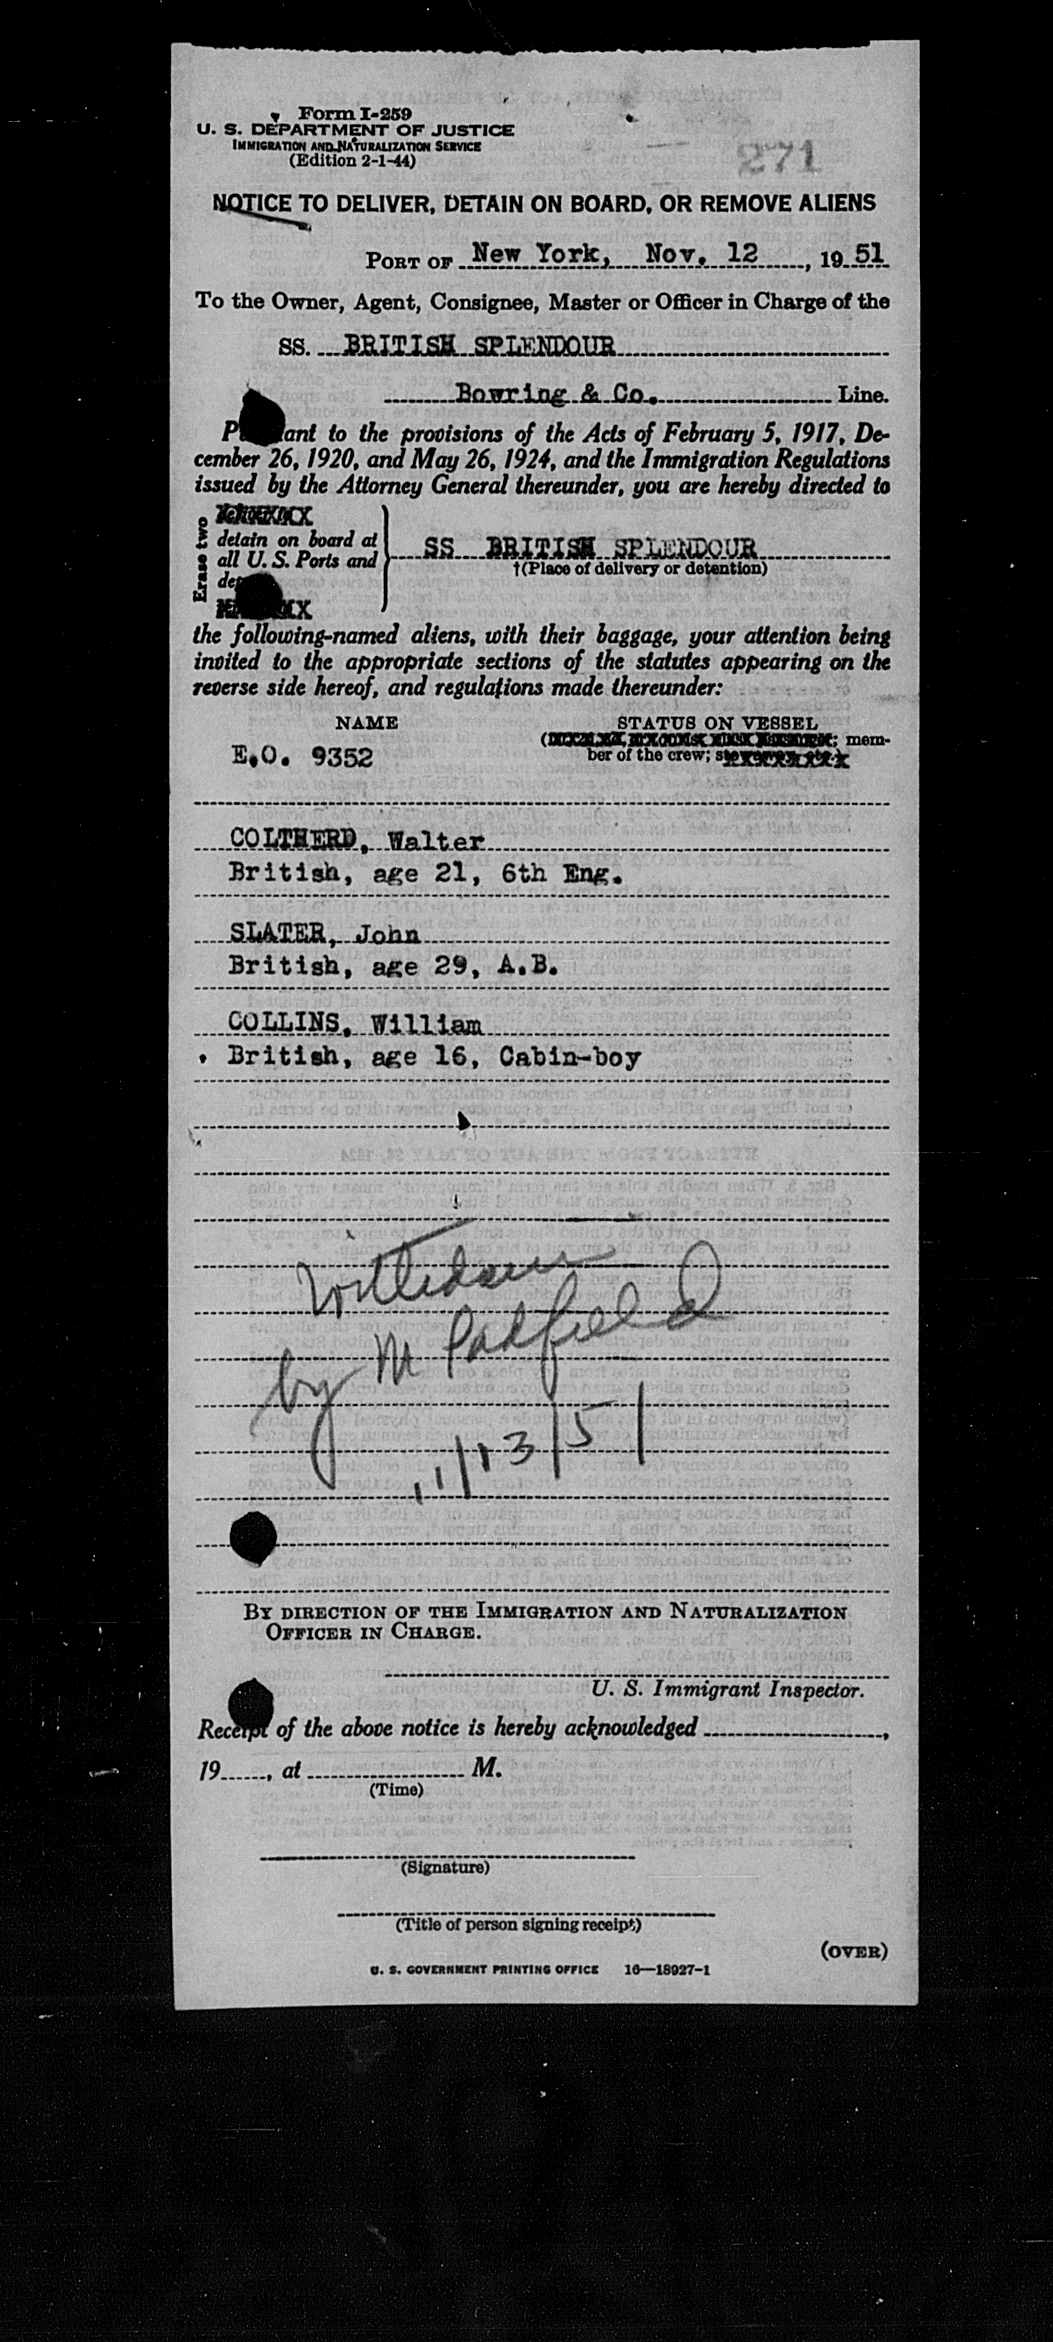 Form I-259
U. S. DEPARTMENT OF JUSTICE
IMMIGRATION AND NATURALIZATION SERVICE
(Edition 2-1-44)
271
NOTICE TO DELIVER, DETAIN ON BOARD, OR REMOVE ALIENS
PORT OF New York, Nov. 12, 1951
To the Owner, Agent, Consignee, Master or Officer in Charge of the
SS. BRITISH SPLENDOUR
Bowring & Co. Line.
P ant to the provisions of the Acts of February 5, 1917, De-
cember 26, 1920, and May 26, 1924, and the Immigration Regulations
issued by the Attorney General thereunder, you are hereby directed to
Erase two
detain on board at
all U. S. Ports and
de
SS BRITISH SPLENDOUR
†(Place of delivery or detention)
the following-named aliens, with their baggage, your attention being
invited to the appropriate sections of the statutes appearing on the
reverse side hereof, and regulations made thereunder:
NAME
STATUS ON VESSEL
; mem-
ber of the crew;
E.O. 9352
COLTHERD, Walter
British, age 21, 6th Eng.
SLATER, John
British, age 29, A.B.
COLLINS, William
British, age 16, Cabin-boy
by M Padfield
11/13/51
BY DIRECTION OF THE IMMIGRATION AND NATURALIZATION
OFFICER IN CHARGE.
U. S. Immigrant Inspector.
Receipt of the above notice is hereby acknowledged ,
19 , at M.
(Time)
(Signature)
(Title of person signing receipt)
(OVER)
U. S. GOVERNMENT PRINTING OFFICE 16—18927-1